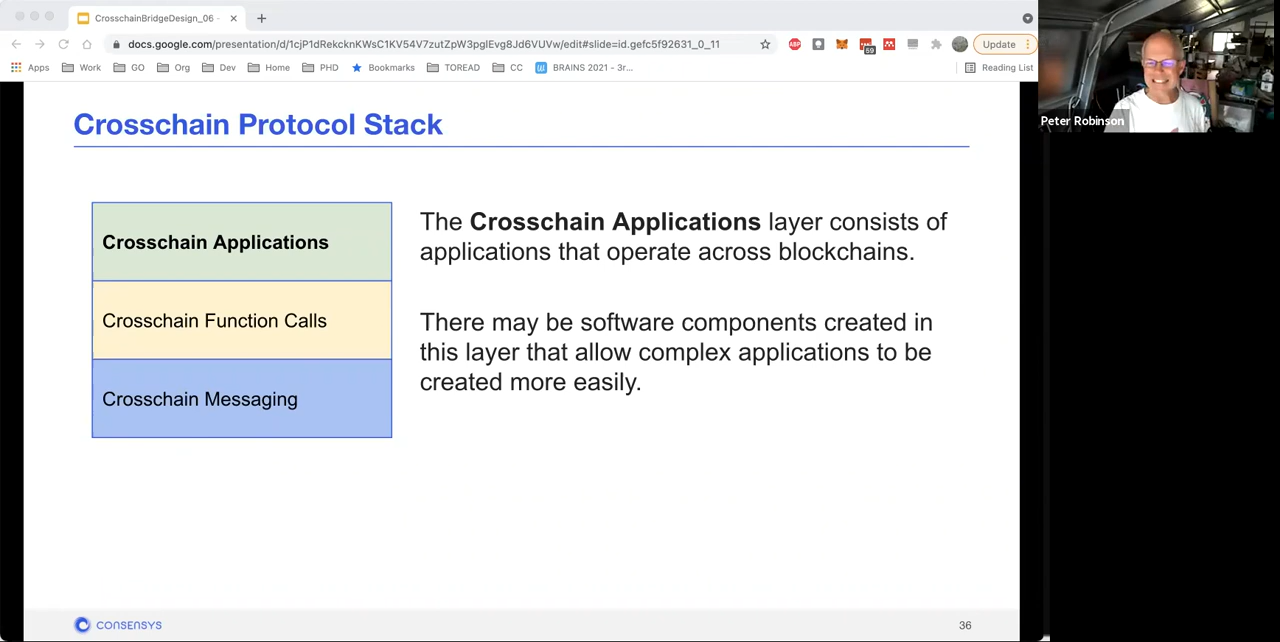 CrosschainBridgeDesign_06 -
docs.google.com/presentation/d/1cjP1dRekcknKWsC1KV54V7zutZpW3pglEvg8Jd6VUVw/edit#slide=id.gefc5f92631_0_11
ABP
59
Update
Apps
Work
GO
Org
Dev
Home
PHD
Bookmarks
TOREAD
CC
BRAINS 2021 - 3r...
Reading List
Peter Robinson
Crosschain Protocol Stack
Crosschain Applications
Crosschain Function Calls
Crosschain Messaging
The Crosschain Applications layer consists of
applications that operate across blockchains.
There may be software components created in
this layer that allow complex applications to be
created more easily.
CONSENSYS
36